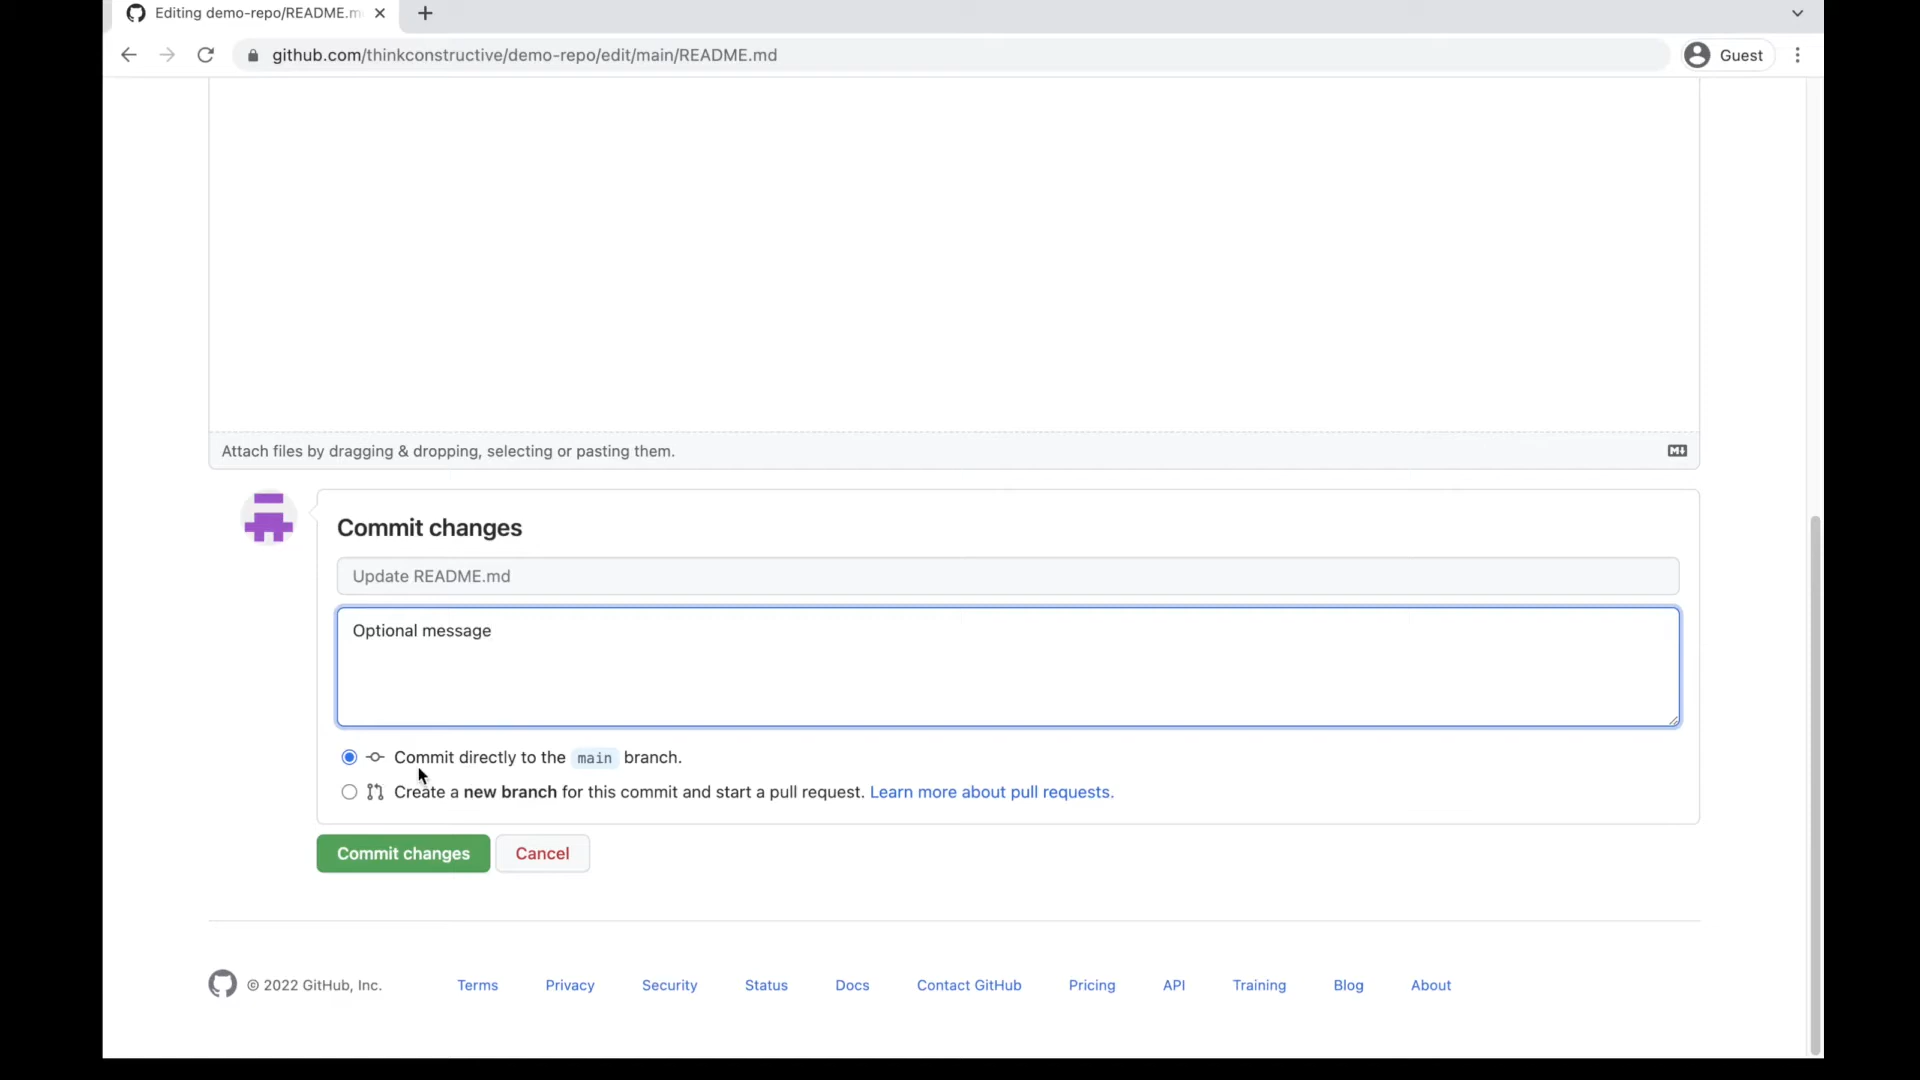 Editing demo-repo/README.m
github.com/thinkconstructive/demo-repo/edit/main/README.md
Guest
Attach files by dragging & dropping, selecting or pasting them.
Commit changes
Update README.md
Optional message
Commit directly to the main branch.
Create a new branch for this commit and start a pull request. Learn more about pull requests.
Commit changes
Cancel
© 2022 GitHub, Inc.
Terms
Privacy
Security
Status
Docs
Contact GitHub
Pricing
API
Training
Blog
About